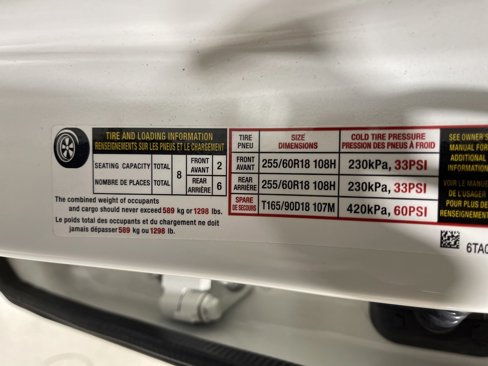 TIRE AND LOADING INFORMATION
RENSEIGNEMENTS SUR LES PNEUS ET LE CHARGEMENT
SEATING CAPACITY TOTAL 8 FRONT AVANT 2
NOMBRE DE PLACES TOTAL REAR ARRIÈRE 6
The combined weight of occupants
and cargo should never exceed 589 kg or 1298 lbs.
Le poids total des occupants et du chargement ne doit
jamais dépasser 589 kg ou 1298 lbs.
TIRE PNEU SIZE DIMENSIONS COLD TIRE PRESSURE PRESSION DES PNEUS À FROID
FRONT AVANT 255/60R18 108H 230kPa, 33PSI
REAR ARRIÈRE 255/60R18 108H 230kPa, 33PSI
SPARE DE SECOURS T165/90D18 107M 420kPa, 60PSI
SEE OWNER'S
MANUAL FOR
ADDITIONAL
INFORMATION
VOIR LE MANUEL
DE L'USAGER
POUR PLUS DE
RENSEIGNEMENTS
6TA0